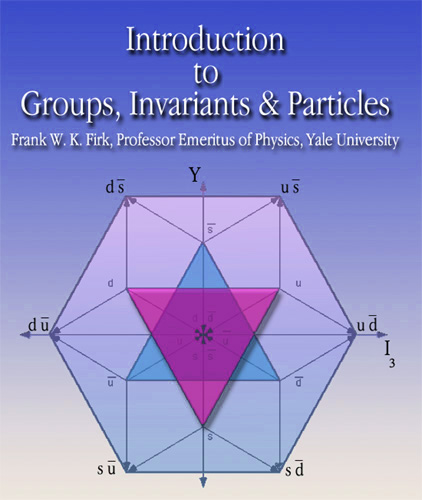 Introduction
to
Groups, Invariants & Particles
Frank W. K. Firk, Professor Emeritus of Physics, Yale University
Y
d s̅ u s̅
s̅
d u
d u̅ u d̅
I₃
u̅ d̅
s
s u̅ s d̅